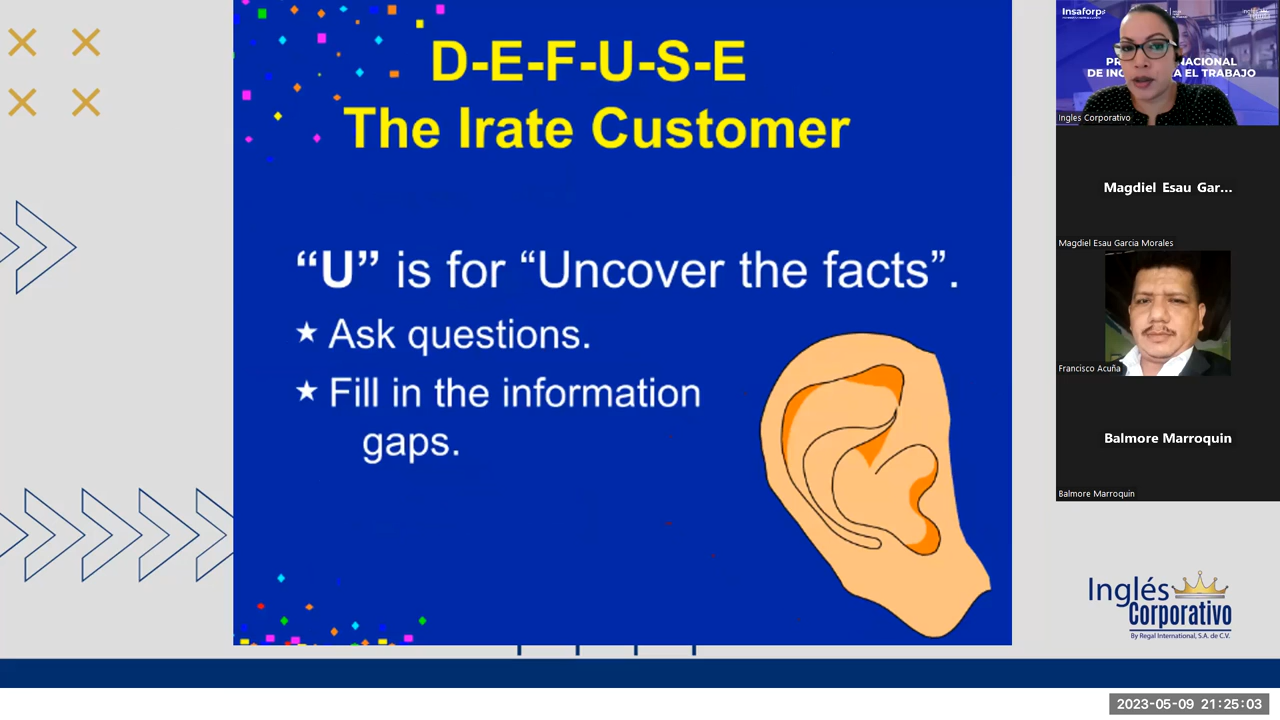 D-E-F-U-S-E
The Irate Customer
“U” is for “Uncover the facts”.
★ Ask questions.
★ Fill in the information
gaps.
Insaforp
DE
A EL TRABAJO
Ingles Corporativo
Magdiel Esau Gar...
Magdiel Esau Garcia Morales
Francisco Acuña
Balmore Marroquin
Balmore Marroquin
Inglés
Corporativo
By Regal International, S.A. de C.V.
2023-05-09 21:25:03